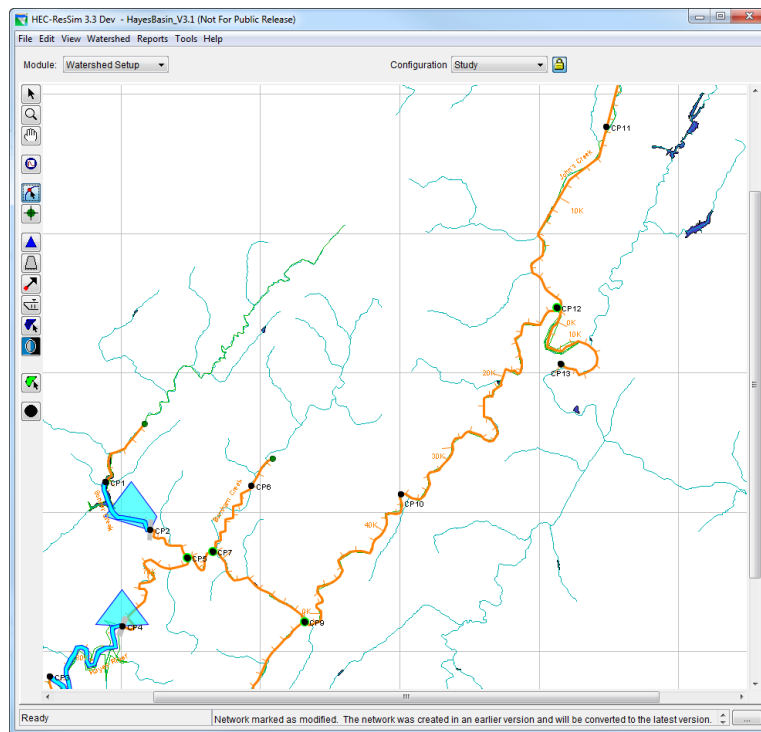 HEC-ResSim 3.3 Dev - HayesBasin_V3.1 (Not For Public Release)
File Edit View Watershed Reports Tools Help
Module: Watershed Setup Configuration Study
CP11
John's Creek
10K
CP12
0K
10K
CP13
20K
30K
CP1
CP6
CP10
CP2
40K
CP5
CP7
0K
CP9
CP4
CP3
Ready
Network marked as modified. The network was created in an earlier version and will be converted to the latest version.
...